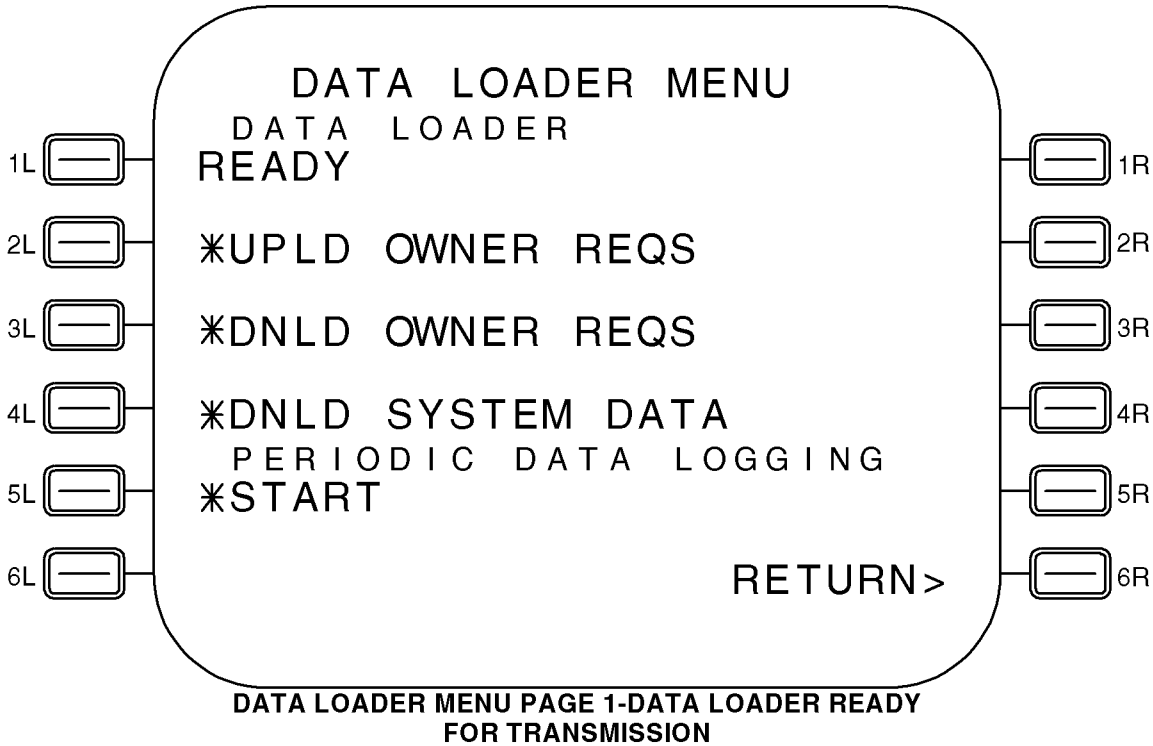 DATA LOADER MENU
DATA LOADER
1L READY 1R
2L *UPLD OWNER REQS 2R
3L *DNLD OWNER REQS 3R
4L *DNLD SYSTEM DATA 4R
PERIODIC DATA LOGGING
5L *START 5R
6L RETURN> 6R
DATA LOADER MENU PAGE 1-DATA LOADER READY
FOR TRANSMISSION